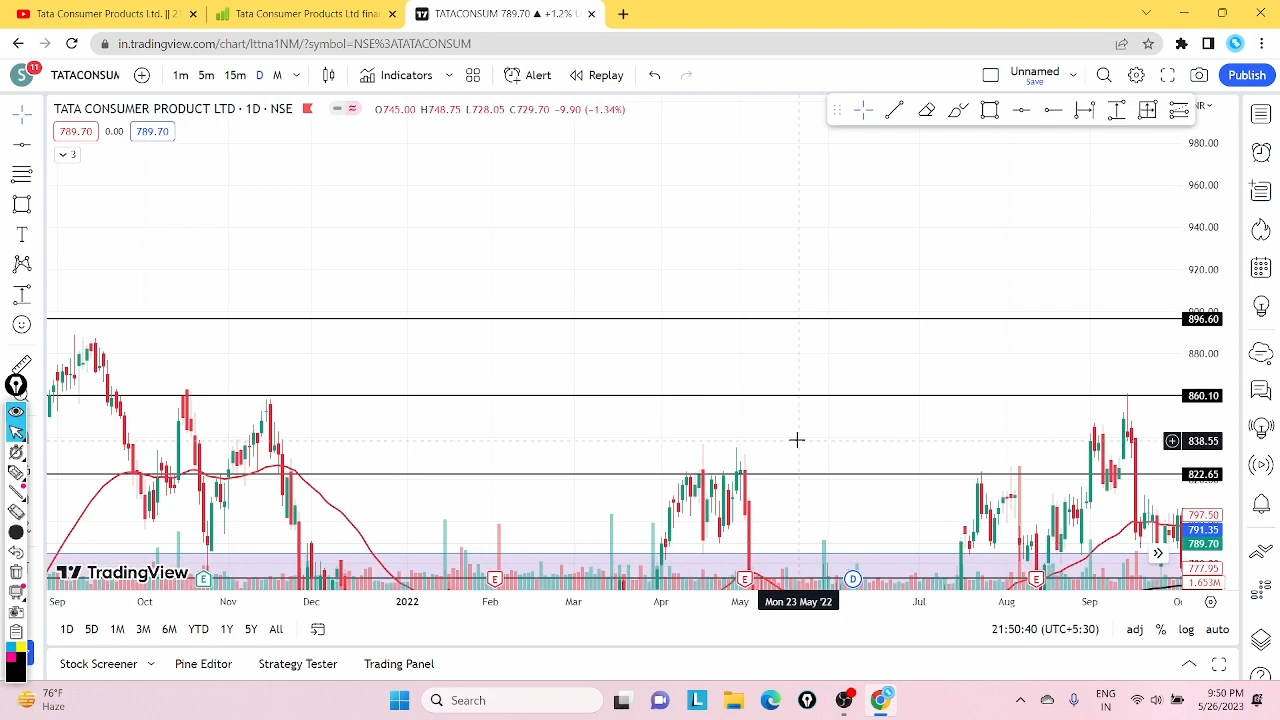 Tata Consumer Products Ltd. || 2
Tata Consumer Products Ltd finan
TATACONSUM 789.70 ▲ +1.2% U
in.tradingview.com/chart/lttna1NM/?symbol=NSE%3ATATACONSUM
S 11 TATACONSUM 1m 5m 15m D M Indicators Alert Replay Unnamed Save Publish
TATA CONSUMER PRODUCT LTD · 1D · NSE O745.00 H748.75 L728.05 C729.70 -9.90 (-1.34%)
789.70 0.00 789.70
3
980.00
960.00
940.00
920.00
896.60
880.00
860.10
838.55
822.65
797.50
791.35
789.70
777.95
1.653M
TradingView
E E E D E
Sep Oct Nov Dec 2022 Feb Mar Apr May Mon 23 May '22 Jul Aug Sep
1D 5D 1M 3M 6M YTD 1Y 5Y All 21:50:40 (UTC+5:30) adj % log auto
Stock Screener Pine Editor Strategy Tester Trading Panel
76°F
Haze
Search
ENG
IN
9:50 PM
5/26/2023